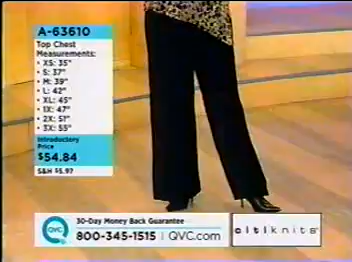 A-63610
Top Chest
Measurements:
• XS: 35"
• S: 37"
• M: 39"
• L: 42"
• XL: 45"
• 1X: 47"
• 2X: 51"
• 3X: 55"
Introductory
Price
$54.84
S&H $5.97
QVC
30-Day Money Back Guarantee
800-345-1515 | QVC.com
citiknits®